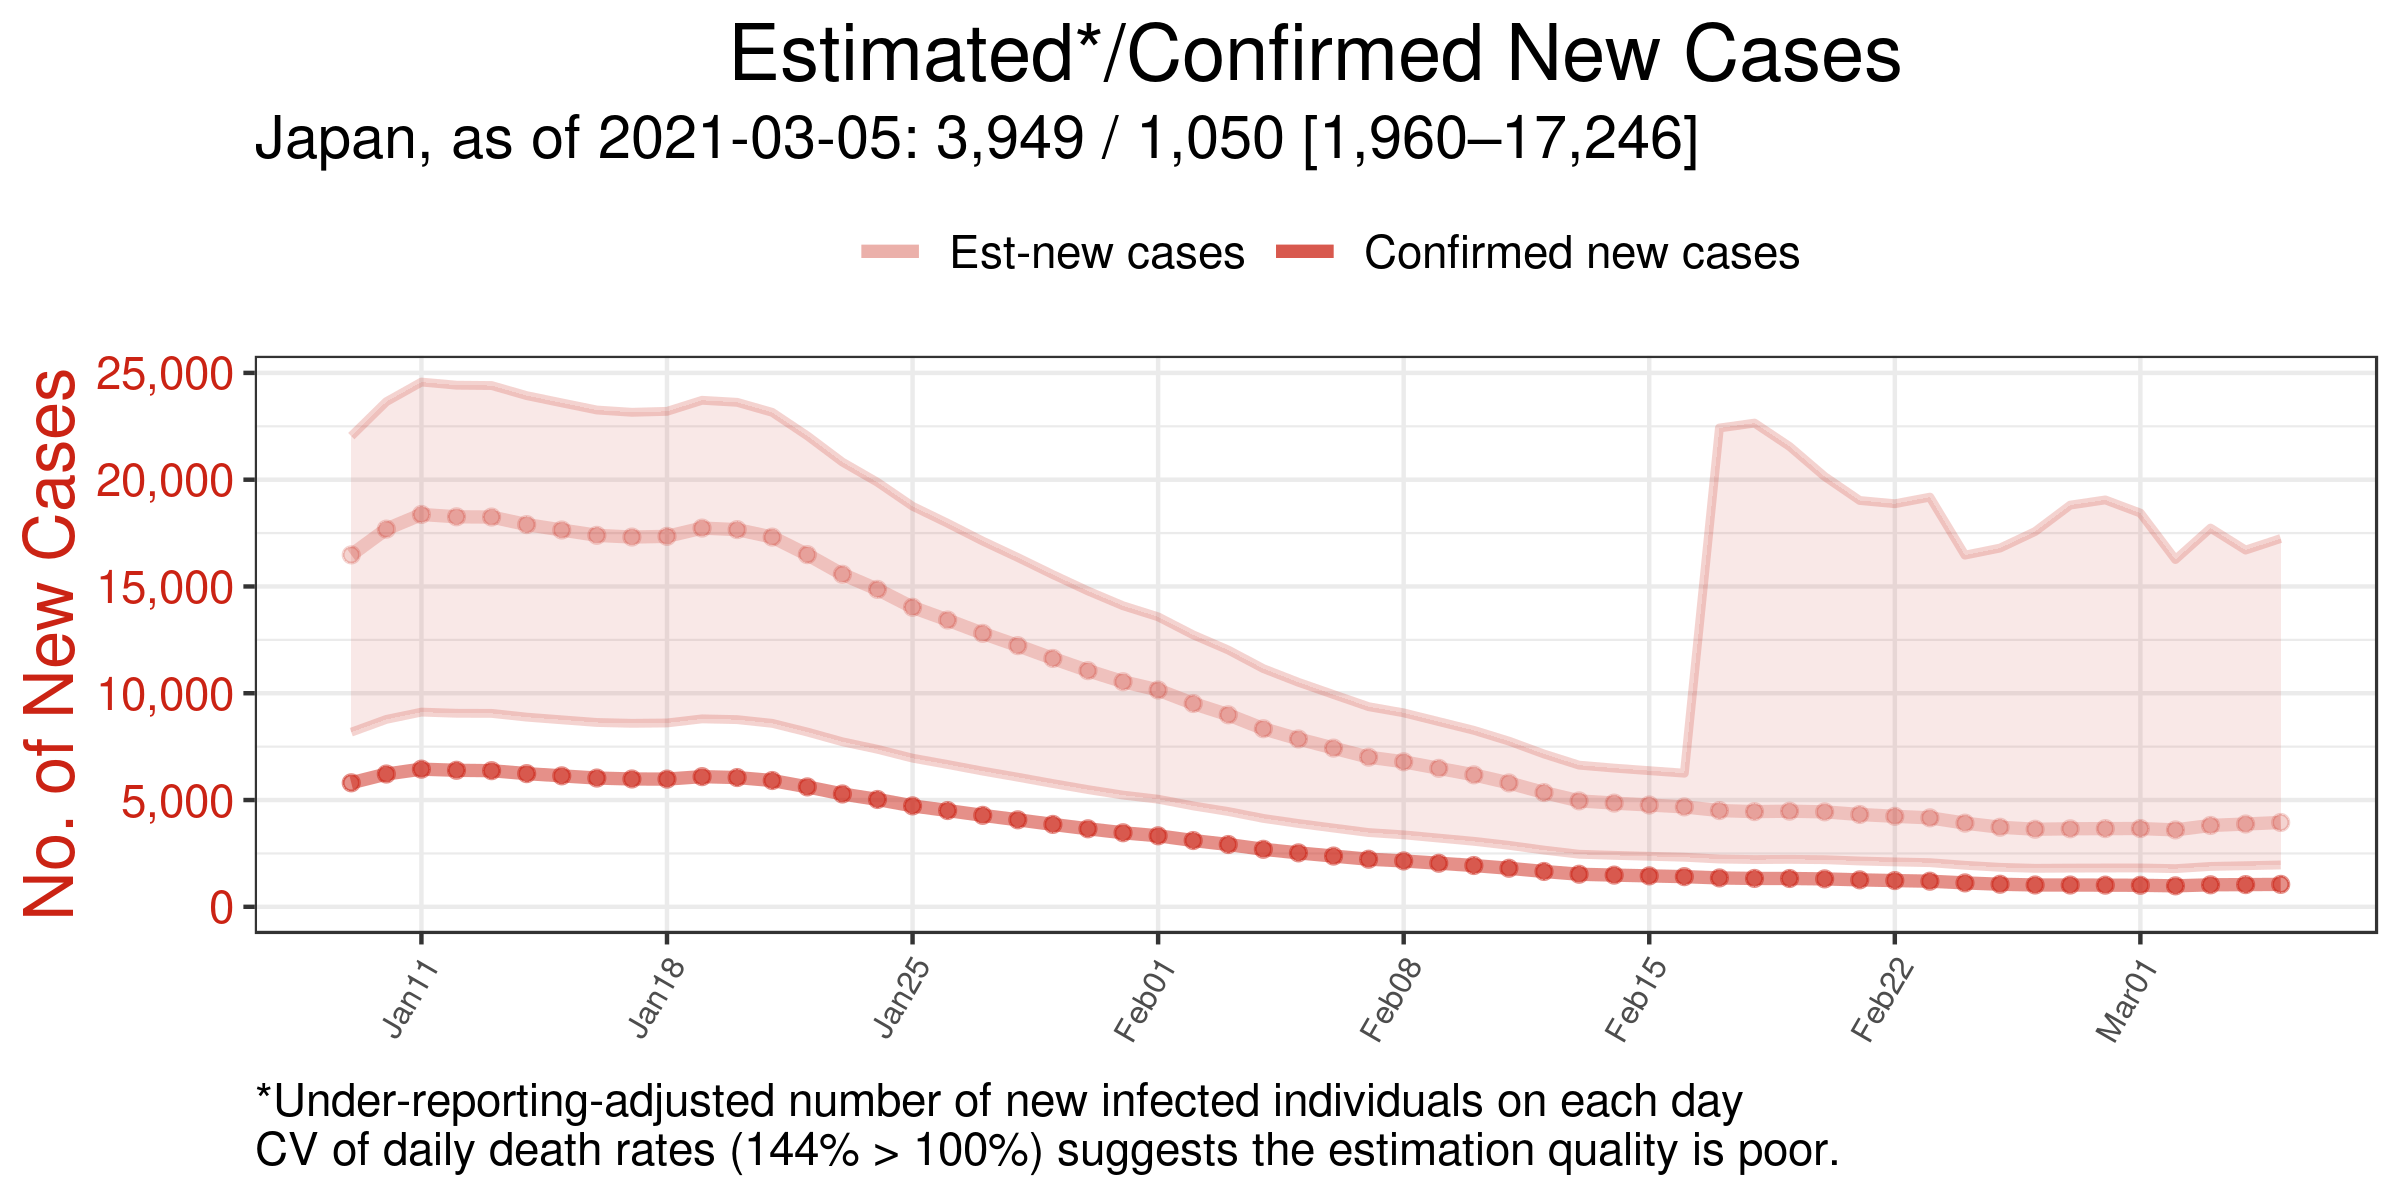 Estimated*/Confirmed New Cases
Japan, as of 2021-03-05: 3,949 / 1,050 [1,960–17,246]
Est-new cases Confirmed new cases
No. of New Cases
25,000
20,000
15,000
10,000
5,000
0
Jan11 Jan18 Jan25 Feb01 Feb08 Feb15 Feb22 Mar01
*Under-reporting-adjusted number of new infected individuals on each day
CV of daily death rates (144% > 100%) suggests the estimation quality is poor.